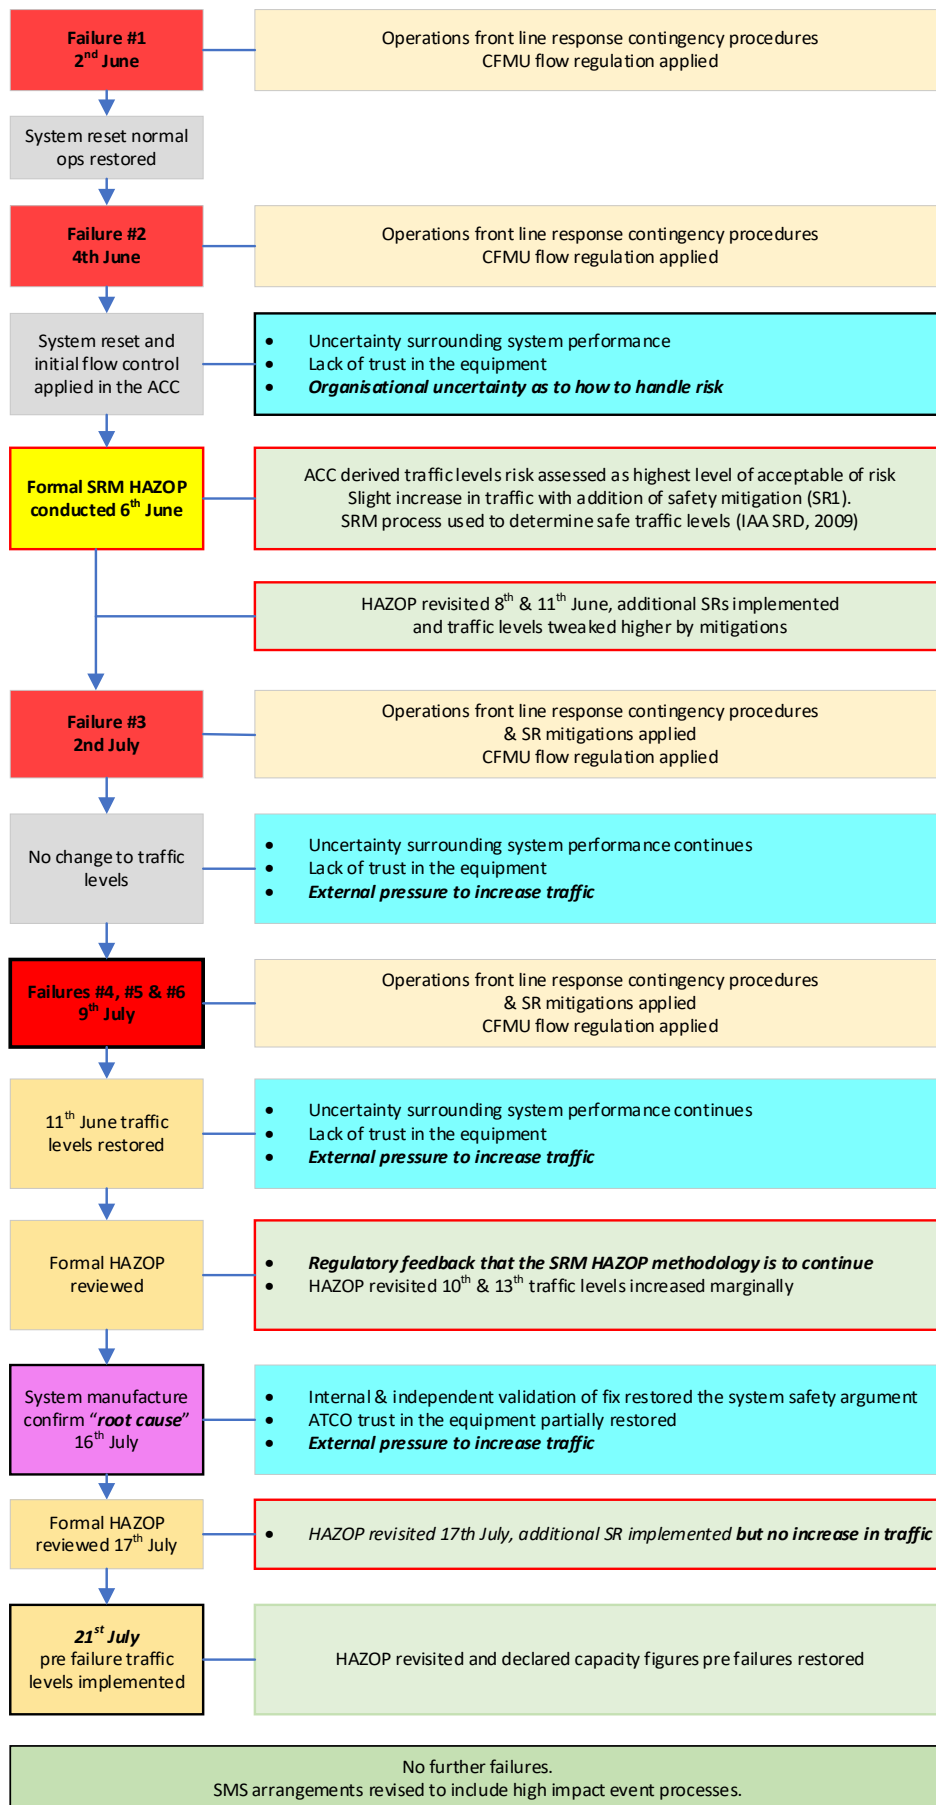 Failure #1
2nd June
Operations front line response contingency procedures
CFMU flow regulation applied
System reset normal
ops restored
Failure #2
4th June
Operations front line response contingency procedures
CFMU flow regulation applied
System reset and
initial flow control
applied in the ACC
• Uncertainty surrounding system performance
• Lack of trust in the equipment
• Organisational uncertainty as to how to handle risk
Formal SRM HAZOP
conducted 6th June
ACC derived traffic levels risk assessed as highest level of acceptable of risk
Slight increase in traffic with addition of safety mitigation (SR1).
SRM process used to determine safe traffic levels (IAA SRD, 2009)
HAZOP revisited 8th & 11th June, additional SRs implemented
and traffic levels tweaked higher by mitigations
Failure #3
2nd July
Operations front line response contingency procedures
& SR mitigations applied
CFMU flow regulation applied
No change to traffic
levels
• Uncertainty surrounding system performance continues
• Lack of trust in the equipment
• External pressure to increase traffic
Failures #4, #5 & #6
9th July
Operations front line response contingency procedures
& SR mitigations applied
CFMU flow regulation applied
11th June traffic
levels restored
• Uncertainty surrounding system performance continues
• Lack of trust in the equipment
• External pressure to increase traffic
Formal HAZOP
reviewed
• Regulatory feedback that the SRM HAZOP methodology is to continue
• HAZOP revisited 10th & 13th traffic levels increased marginally
System manufacture
confirm "root cause"
16th July
• Internal & independent validation of fix restored the system safety argument
• ATCO trust in the equipment partially restored
• External pressure to increase traffic
Formal HAZOP
reviewed 17th July
• HAZOP revisited 17th July, additional SR implemented but no increase in traffic
21st July
pre failure traffic
levels implemented
HAZOP revisited and declared capacity figures pre failures restored
No further failures.
SMS arrangements revised to include high impact event processes.